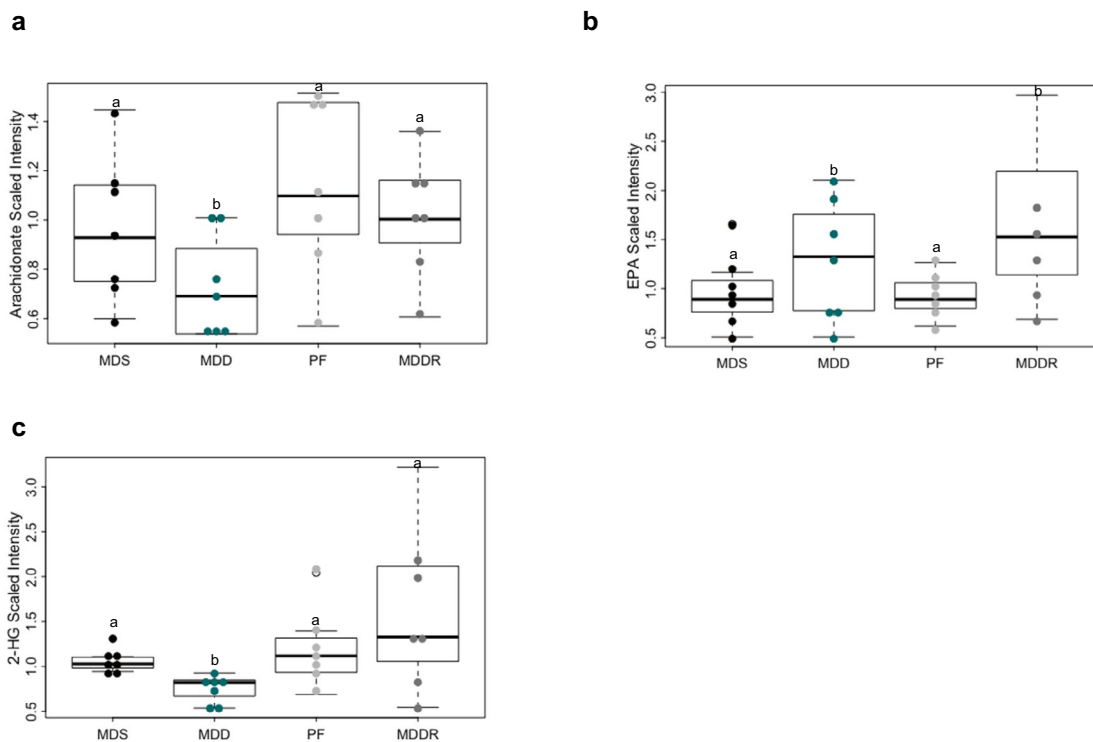 a
Arachidonate Scaled Intensity
0.6 0.8 1.0 1.2 1.4
a b a a
MDS MDD PF MDDR
b
EPA Scaled Intensity
0.5 1.0 1.5 2.0 2.5 3.0
a b a b
MDS MDD PF MDDR
c
2-HG Scaled Intensity
0.5 1.0 1.5 2.0 2.5 3.0
a b a a
MDS MDD PF MDDR